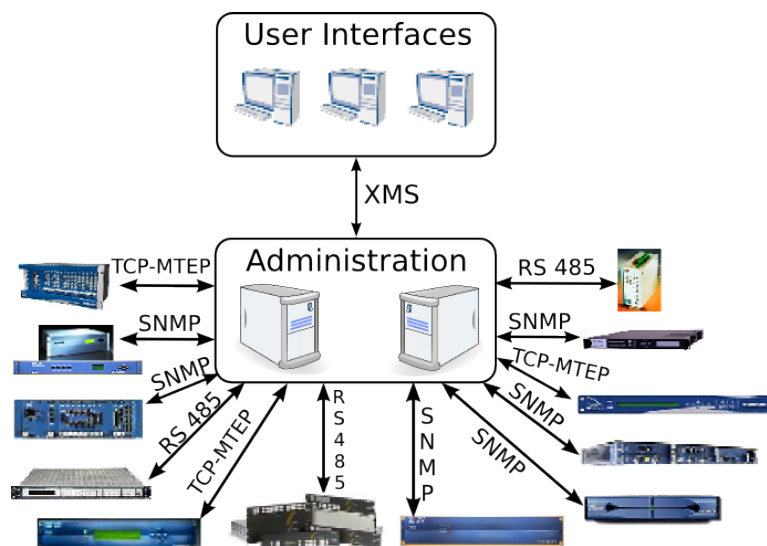 User Interfaces
XMS
Administration
TCP-MTEP
RS 485
SNMP
SNMP
SNMP
TCP-MTEP
RS 485
SNMP
TCP-MTEP
RS485
SNMP
SNMP